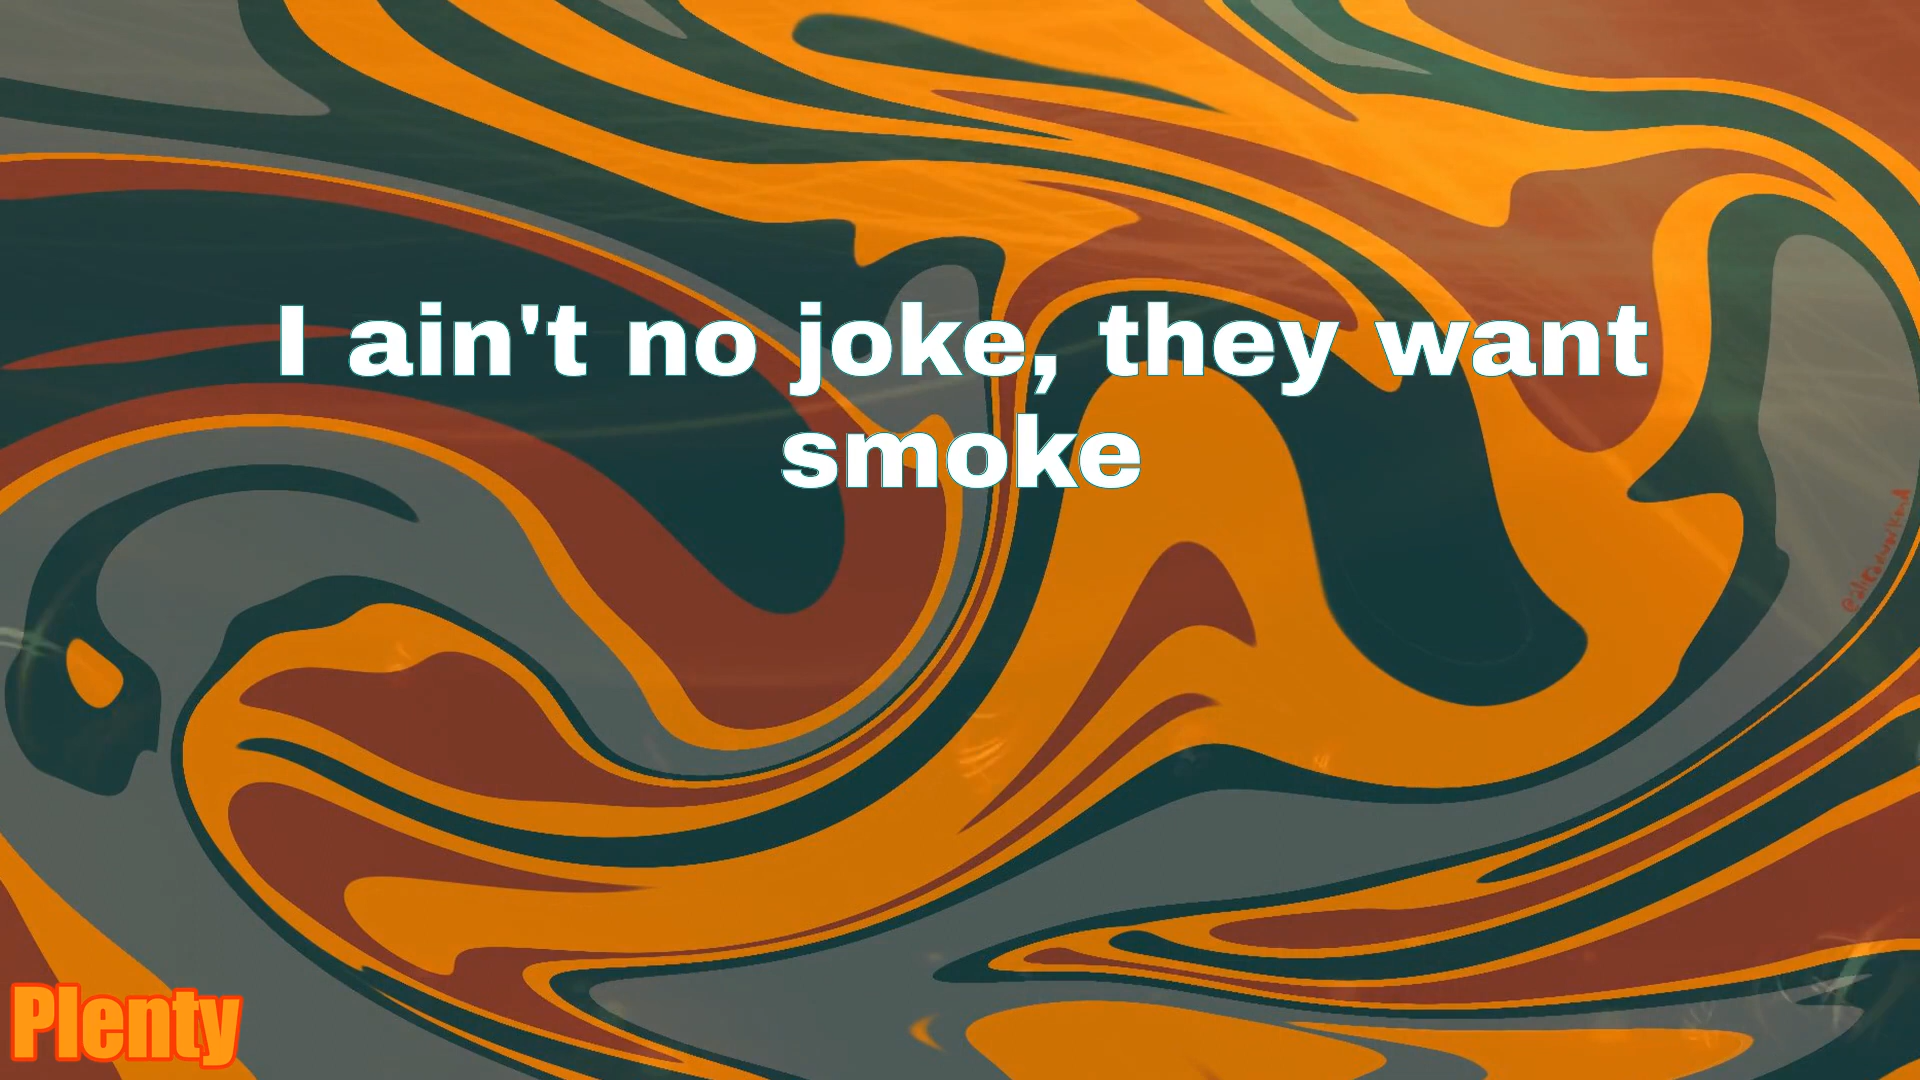 I ain't no joke, they want
smoke
Plenty